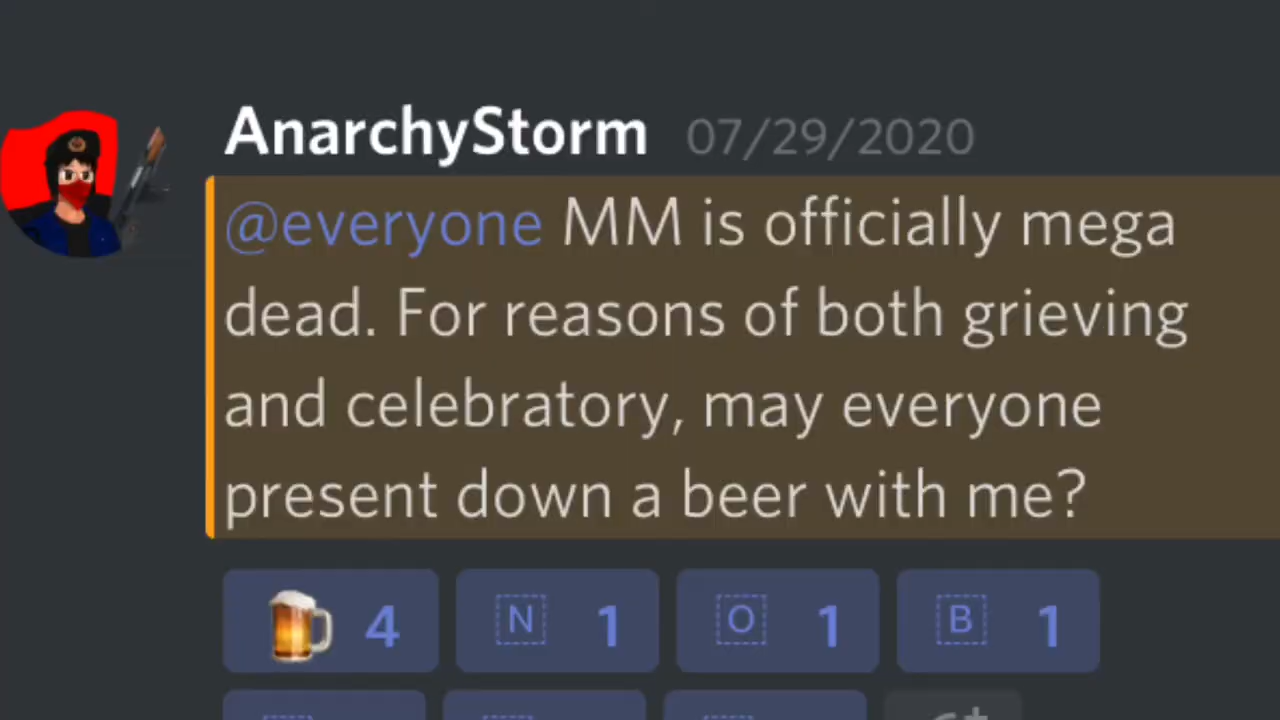 AnarchyStorm 07/29/2020
@everyone MM is officially mega
dead. For reasons of both grieving
and celebratory, may everyone
present down a beer with me?
4 N 1 O 1 B 1